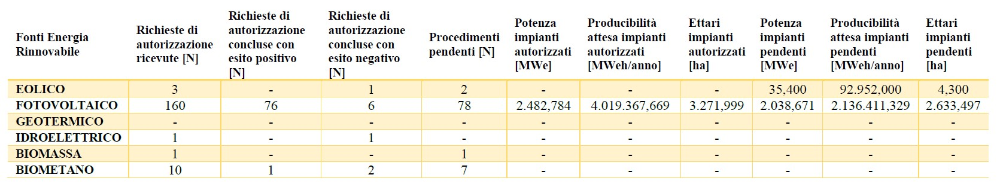 Fonti Energia Rinnovabile | Richieste di autorizzazione ricevute [N] | Richieste di autorizzazione concluse con esito positivo [N] | Richieste di autorizzazione concluse con esito negativo [N] | Procedimenti pendenti [N] | Potenza impianti autorizzati [MWe] | Producibilità attesa impianti autorizzati [MWeh/anno] | Ettari impianti autorizzati [ha] | Potenza impianti pendenti [MWe] | Producibilità attesa impianti pendenti [MWeh/anno] | Ettari impianti pendenti [ha]
EOLICO | 3 | - | 1 | 2 | - | - | - | 35,400 | 92.952,000 | 4,300
FOTOVOLTAICO | 160 | 76 | 6 | 78 | 2.482,784 | 4.019.367,669 | 3.271,999 | 2.038,671 | 2.136.411,329 | 2.633,497
GEOTERMICO | - | - | - | - | - | - | - | - | - | -
IDROELETTRICO | 1 | - | 1 | - | - | - | - | - | - | -
BIOMASSA | 1 | - | - | 1 | - | - | - | - | - | -
BIOMETANO | 10 | 1 | 2 | 7 | - | - | - | - | - | -